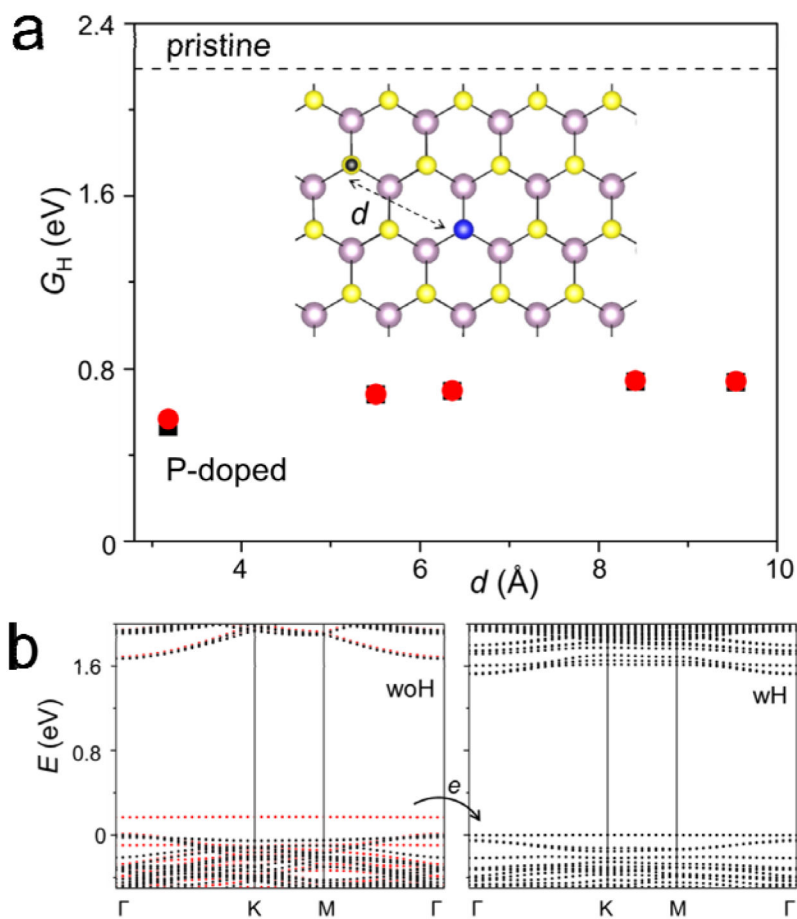 a
2.4
pristine
1.6
d
G_H (eV)
0.8
P-doped
0
4
6
8
10
d (Å)
b
1.6
woH
wH
E (eV)
0.8
e
0
Γ
K
M
Γ
Γ
K
M
Γ